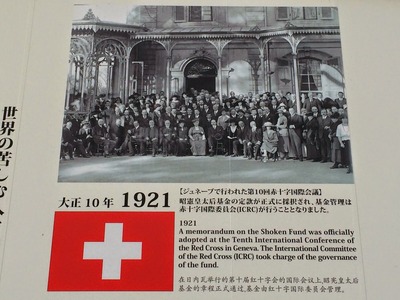 世界の苦しむ人
大正10年 1921
【ジュネーブで行われた第10回赤十字国際会議】
昭憲皇太后基金の定款が正式に採択され、基金管理は
赤十字国際委員会(ICRC)が行うこととなりました。
1921
A memorandum on the Shoken Fund was officially
adopted at the Tenth International Conference of
the Red Cross in Geneva. The International Committee
of the Red Cross (ICRC) took charge of the governance
of the fund.
在日内瓦举行的第十届红十字会的国际会议上,昭宪皇太后
基金的章程正式通过,基金由红十字国际委员会管理。